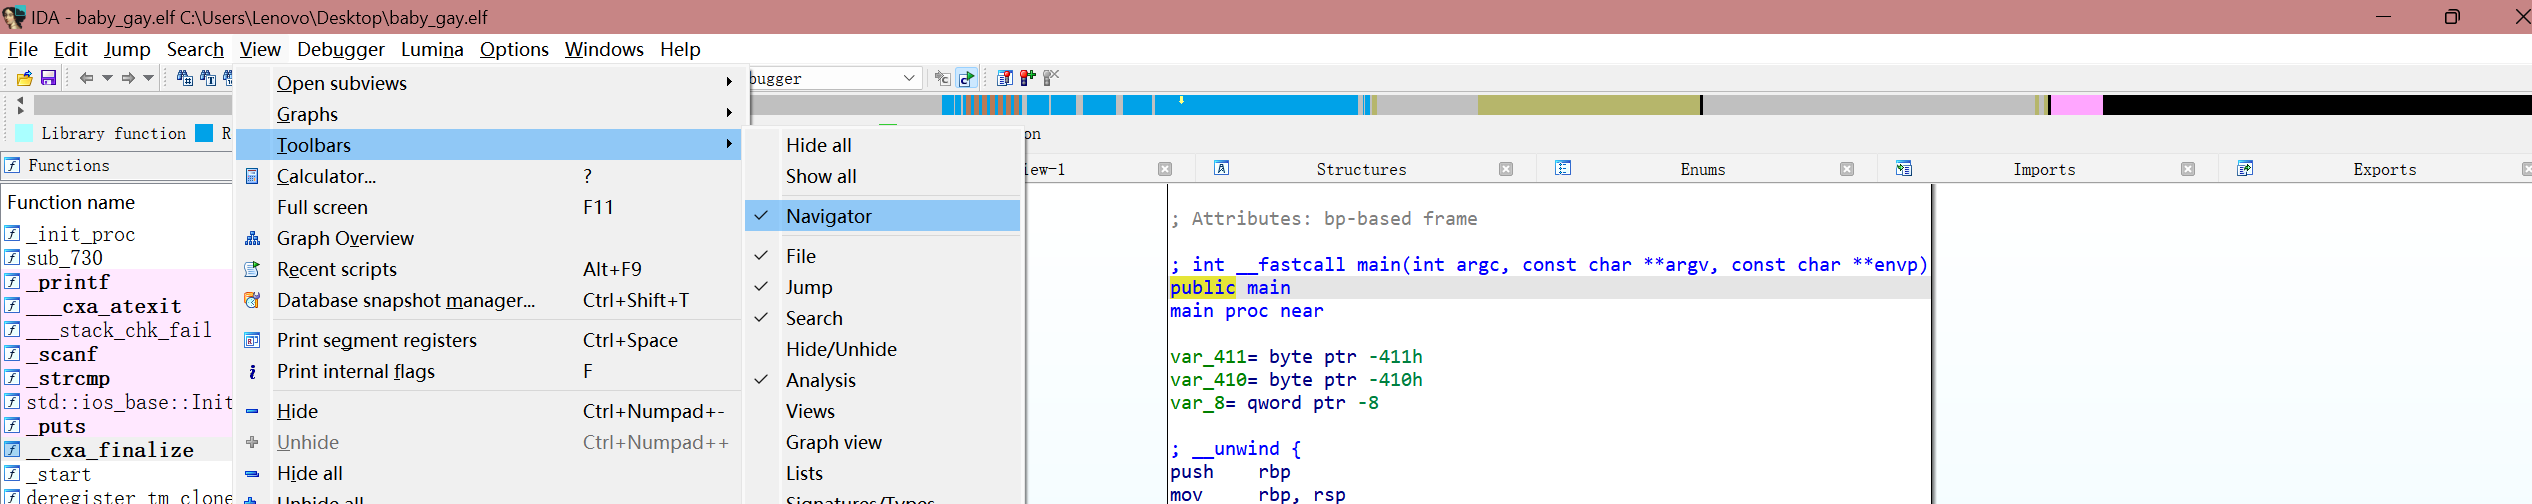 IDA - baby_gay.elf C:\Users\Lenovo\Desktop\baby_gay.elf
File Edit Jump Search View Debugger Lumina Options Windows Help
bugger
Library function R
Functions
Function name
_init_proc
sub_730
_printf
___cxa_atexit
___stack_chk_fail
_scanf
_strcmp
std::ios_base::Init
_puts
__cxa_finalize
_start
deregister_tm_clone
Open subviews
Graphs
Toolbars
Calculator... ?
Full screen F11
Graph Overview
Recent scripts Alt+F9
Database snapshot manager... Ctrl+Shift+T
Print segment registers Ctrl+Space
Print internal flags F
Hide Ctrl+Numpad+-
Unhide Ctrl+Numpad++
Hide all
Unhide all
Hide all
Show all
Navigator
File
Jump
Search
Hide/Unhide
Analysis
Views
Graph view
Lists
Signatures/Types
on
iew-1 Structures Enums Imports Exports
; Attributes: bp-based frame
; int __fastcall main(int argc, const char **argv, const char **envp)
public main
main proc near
var_411= byte ptr -411h
var_410= byte ptr -410h
var_8= qword ptr -8
; __unwind {
push rbp
mov rbp, rsp